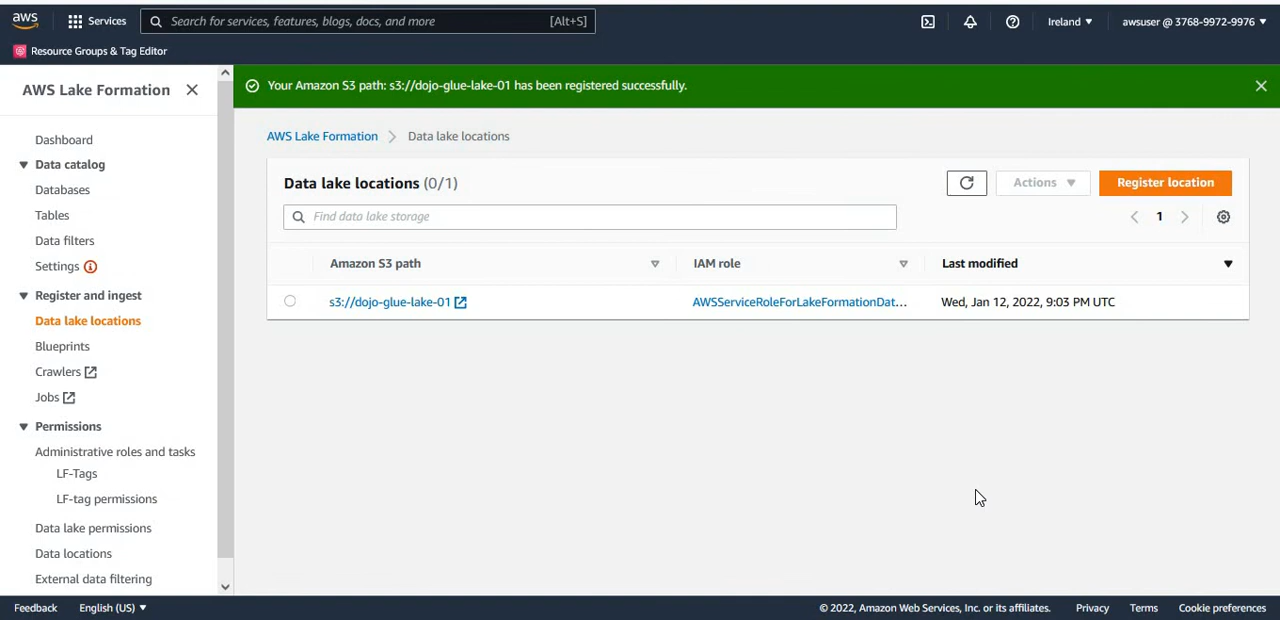 aws
Services
Search for services, features, blogs, docs, and more [Alt+S]
Ireland ▼
awsuser @ 3768-9972-9976 ▼
Resource Groups & Tag Editor
AWS Lake Formation
Dashboard
Data catalog
Databases
Tables
Data filters
Settings
Register and ingest
Data lake locations
Blueprints
Crawlers
Jobs
Permissions
Administrative roles and tasks
LF-Tags
LF-tag permissions
Data lake permissions
Data locations
External data filtering
Your Amazon S3 path: s3://dojo-glue-lake-01 has been registered successfully.
AWS Lake Formation > Data lake locations
Data lake locations (0/1)
Actions ▼
Register location
Find data lake storage
1
Amazon S3 path IAM role Last modified
s3://dojo-glue-lake-01 AWSServiceRoleForLakeFormationDat... Wed, Jan 12, 2022, 9:03 PM UTC
Feedback English (US) ▼ © 2022, Amazon Web Services, Inc. or its affiliates. Privacy Terms Cookie preferences